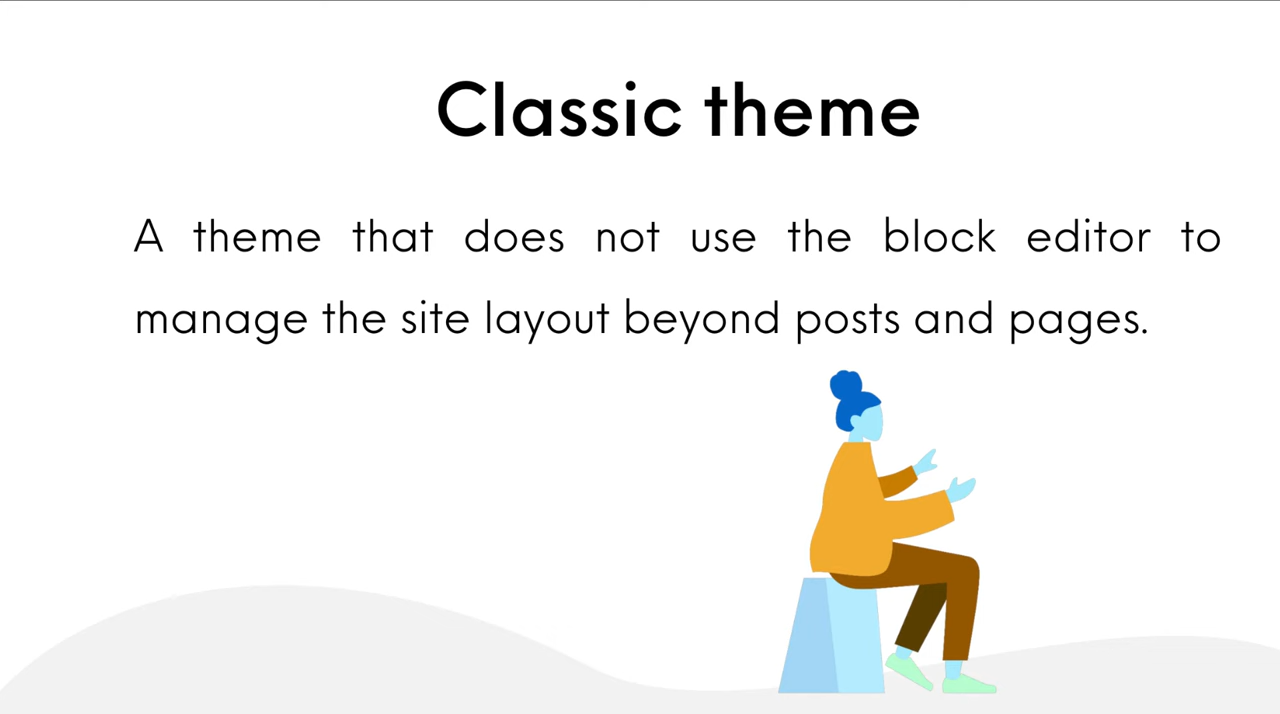 Classic theme
A theme that does not use the block editor to
manage the site layout beyond posts and pages.